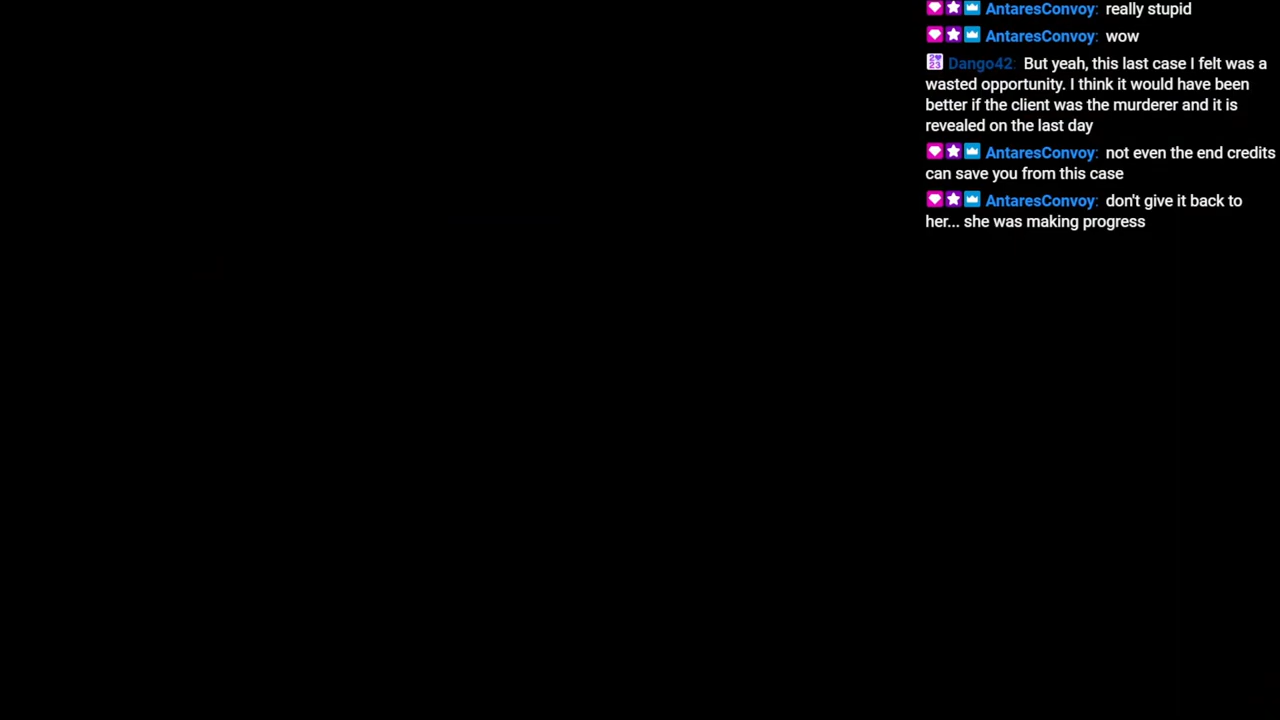 AntaresConvoy: really stupid
AntaresConvoy: wow
2023 Dango42: But yeah, this last case I felt was a
wasted opportunity. I think it would have been
better if the client was the murderer and it is
revealed on the last day
AntaresConvoy: not even the end credits
can save you from this case
AntaresConvoy: don't give it back to
her... she was making progress